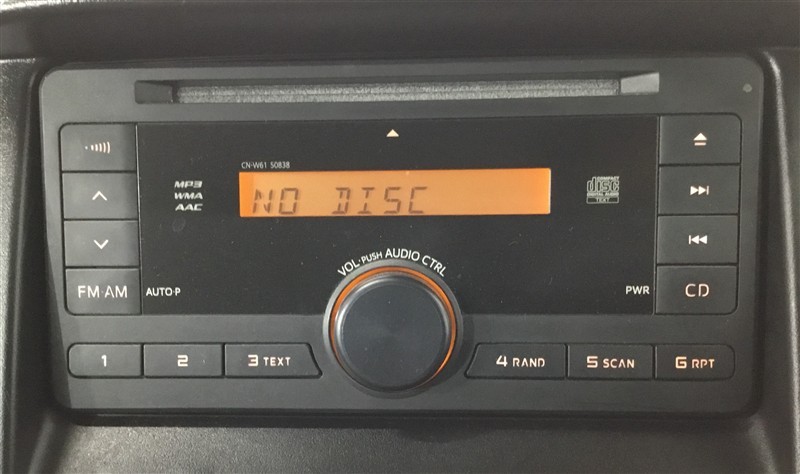 CN-W61 S0838
MP3
WMA
AAC
NO DISC
COMPACT
disc
DIGITAL AUDIO
TEXT
VOL·PUSH AUDIO CTRL
FM·AM
AUTO·P
PWR
CD
1
2
3 TEXT
4 RAND
5 SCAN
6 RPT